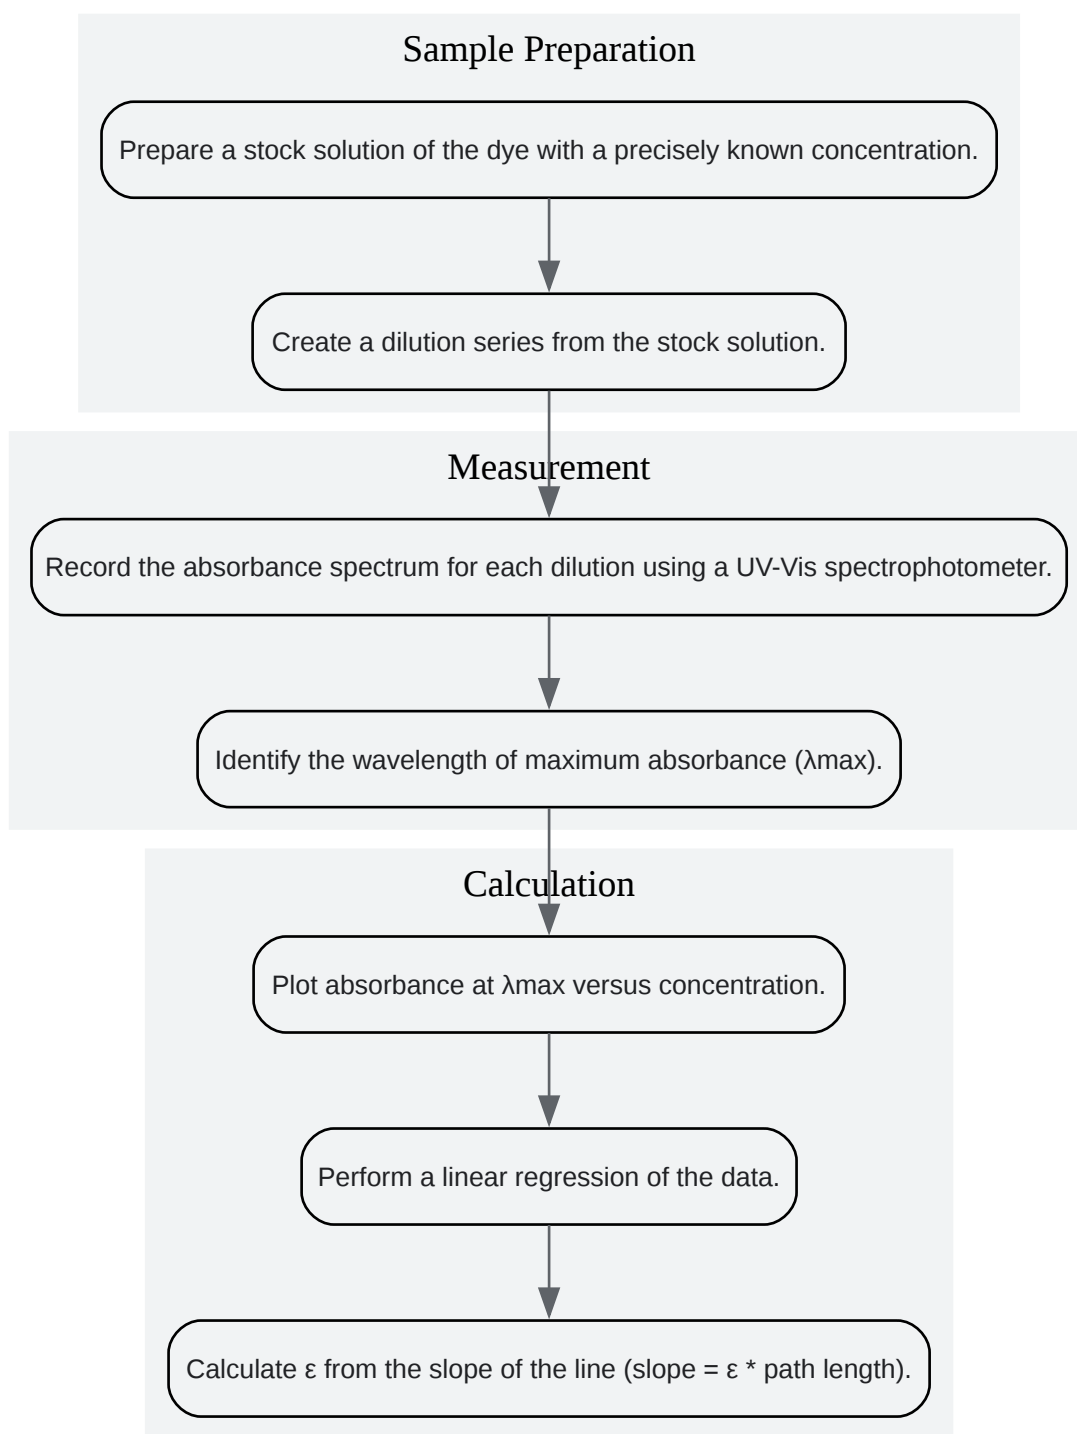 Sample Preparation
Prepare a stock solution of the dye with a precisely known concentration.
Create a dilution series from the stock solution.
Measurement
Record the absorbance spectrum for each dilution using a UV-Vis spectrophotometer.
Identify the wavelength of maximum absorbance (λmax).
Calculation
Plot absorbance at λmax versus concentration.
Perform a linear regression of the data.
Calculate ε from the slope of the line (slope = ε * path length).